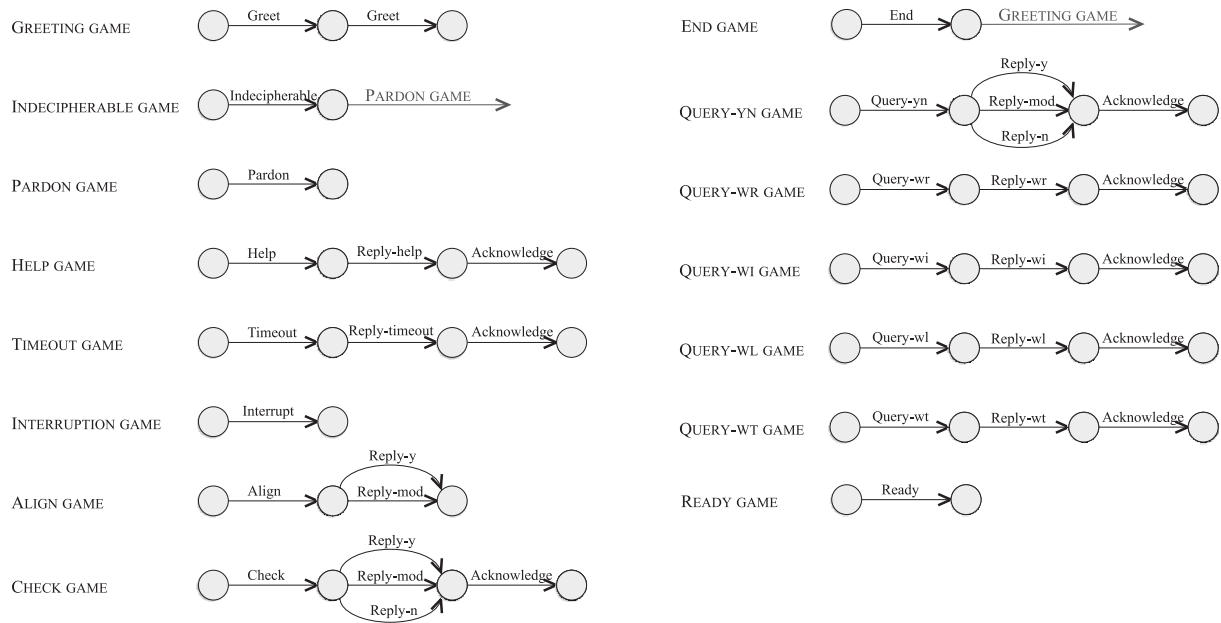 GREETING GAME Greet Greet
INDECIPHERABLE GAME Indecipherable PARDON GAME
PARDON GAME Pardon
HELP GAME Help Reply-help Acknowledge
TIMEOUT GAME Timeout Reply-timeout Acknowledge
INTERRUPTION GAME Interrupt
Reply-y
ALIGN GAME Align Reply-mod
Reply-y
CHECK GAME Check Reply-mod Acknowledge
Reply-n
END GAME End GREETING GAME
Reply-y
QUERY-YN GAME Query-yn Reply-mod Acknowledge
Reply-n
QUERY-WR GAME Query-wr Reply-wr Acknowledge
QUERY-WI GAME Query-wi Reply-wi Acknowledge
QUERY-WL GAME Query-wl Reply-wl Acknowledge
QUERY-WT GAME Query-wt Reply-wt Acknowledge
READY GAME Ready